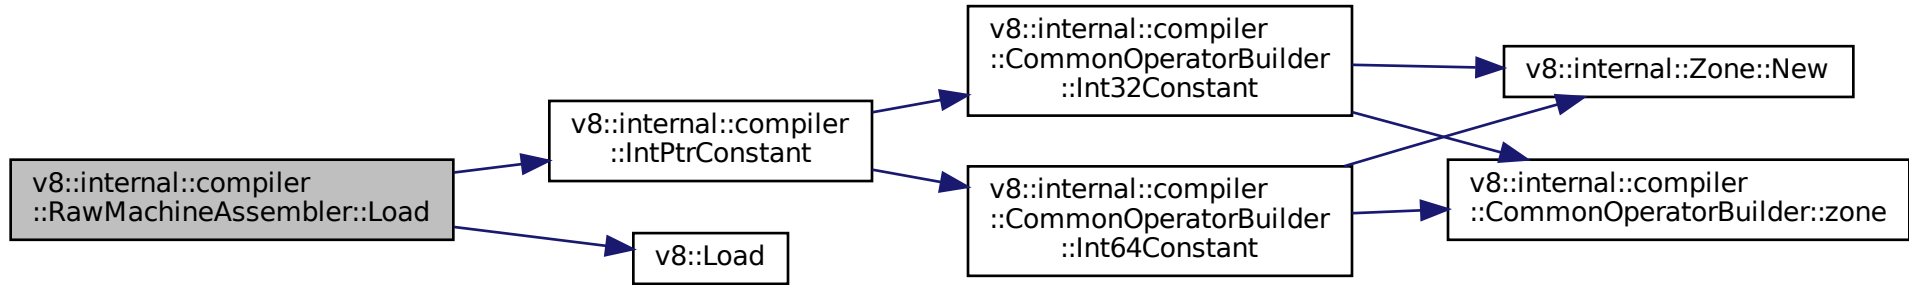 v8::internal::compiler
::RawMachineAssembler::Load
v8::internal::compiler
::IntPtrConstant
v8::Load
v8::internal::compiler
::CommonOperatorBuilder
::Int32Constant
v8::internal::compiler
::CommonOperatorBuilder
::Int64Constant
v8::internal::Zone::New
v8::internal::compiler
::CommonOperatorBuilder::zone